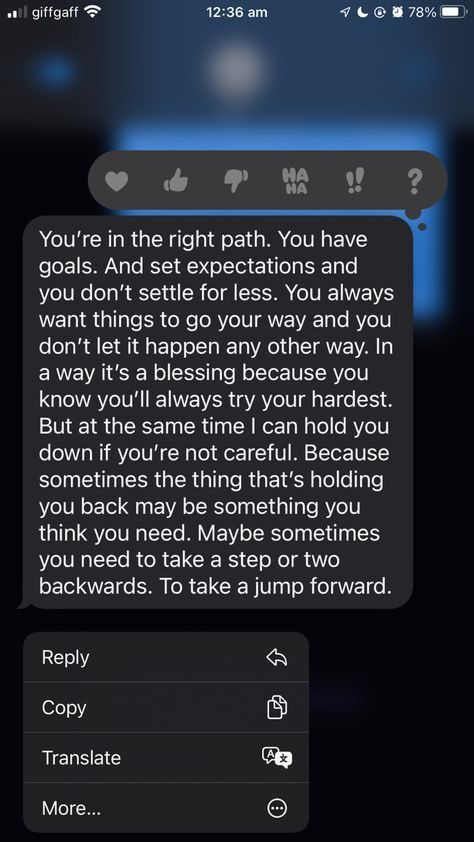 giffgaff 12:36 am 78%
HA
HA
You're in the right path. You have
goals. And set expectations and
you don't settle for less. You always
want things to go your way and you
don't let it happen any other way. In
a way it's a blessing because you
know you'll always try your hardest.
But at the same time I can hold you
down if you're not careful. Because
sometimes the thing that's holding
you back may be something you
think you need. Maybe sometimes
you need to take a step or two
backwards. To take a jump forward.
Reply
Copy
Translate
More...